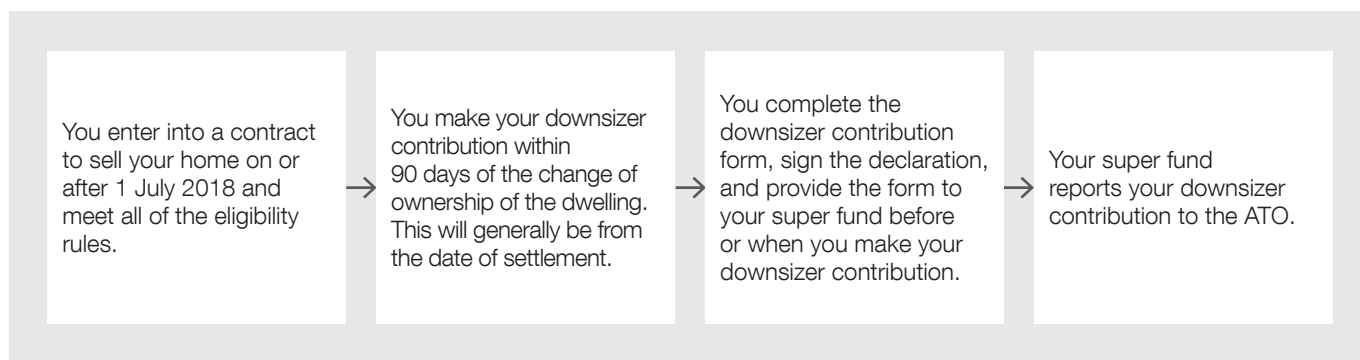 You enter into a contract
to sell your home on or
after 1 July 2018 and
meet all of the eligibility
rules.
You make your downsizer
contribution within
90 days of the change of
ownership of the dwelling.
This will generally be from
the date of settlement.
You complete the
downsizer contribution
form, sign the declaration,
and provide the form to
your super fund before
or when you make your
downsizer contribution.
Your super fund
reports your downsizer
contribution to the ATO.